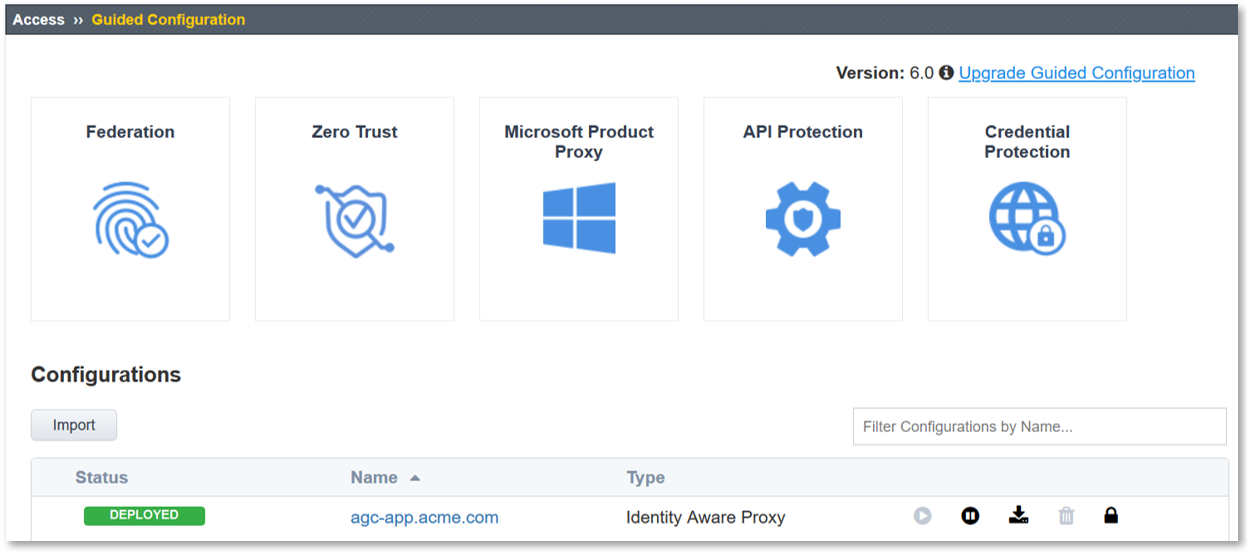 Access ›› Guided Configuration
Version: 6.0 Upgrade Guided Configuration
Federation
Zero Trust
Microsoft Product
Proxy
API Protection
Credential
Protection
Configurations
Import
Filter Configurations by Name...
Status Name Type
DEPLOYED agc-app.acme.com Identity Aware Proxy